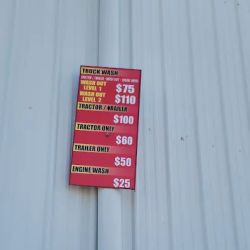 TRUCK WASH
WASH OUT
LEVEL 1 $75
WASH OUT
LEVEL 2 $110
TRACTOR / TRAILER
$100
TRACTOR ONLY
$60
TRAILER ONLY
$50
ENGINE WASH
$25